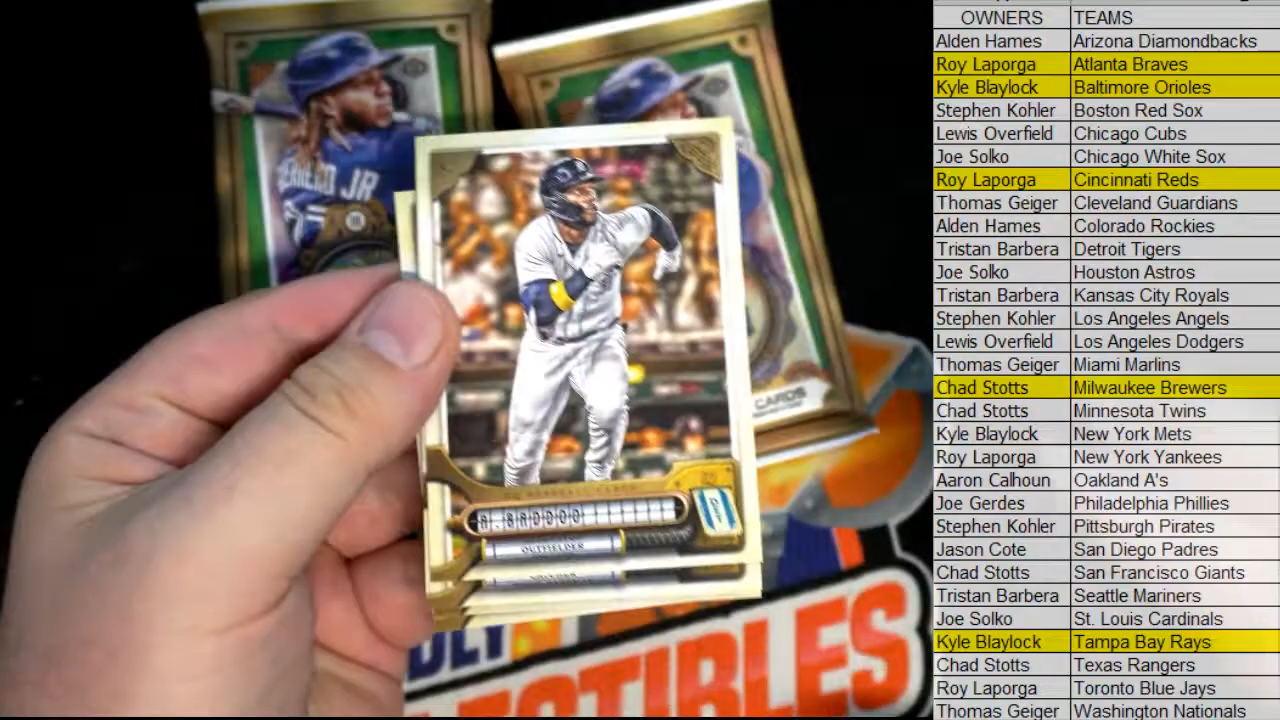 OWNERS TEAMS
Alden Hames Arizona Diamondbacks
Roy Laporga Atlanta Braves
Kyle Blaylock Baltimore Orioles
Stephen Kohler Boston Red Sox
Lewis Overfield Chicago Cubs
Joe Solko Chicago White Sox
Roy Laporga Cincinnati Reds
Thomas Geiger Cleveland Guardians
Alden Hames Colorado Rockies
Tristan Barbera Detroit Tigers
Joe Solko Houston Astros
Tristan Barbera Kansas City Royals
Stephen Kohler Los Angeles Angels
Lewis Overfield Los Angeles Dodgers
Thomas Geiger Miami Marlins
Chad Stotts Milwaukee Brewers
Chad Stotts Minnesota Twins
Kyle Blaylock New York Mets
Roy Laporga New York Yankees
Aaron Calhoun Oakland A's
Joe Gerdes Philadelphia Phillies
Stephen Kohler Pittsburgh Pirates
Jason Cote San Diego Padres
Chad Stotts San Francisco Giants
Tristan Barbera Seattle Mariners
Joe Solko St. Louis Cardinals
Kyle Blaylock Tampa Bay Rays
Chad Stotts Texas Rangers
Roy Laporga Toronto Blue Jays
Thomas Geiger Washington Nationals
JR
CARDS
OUTFIELDER